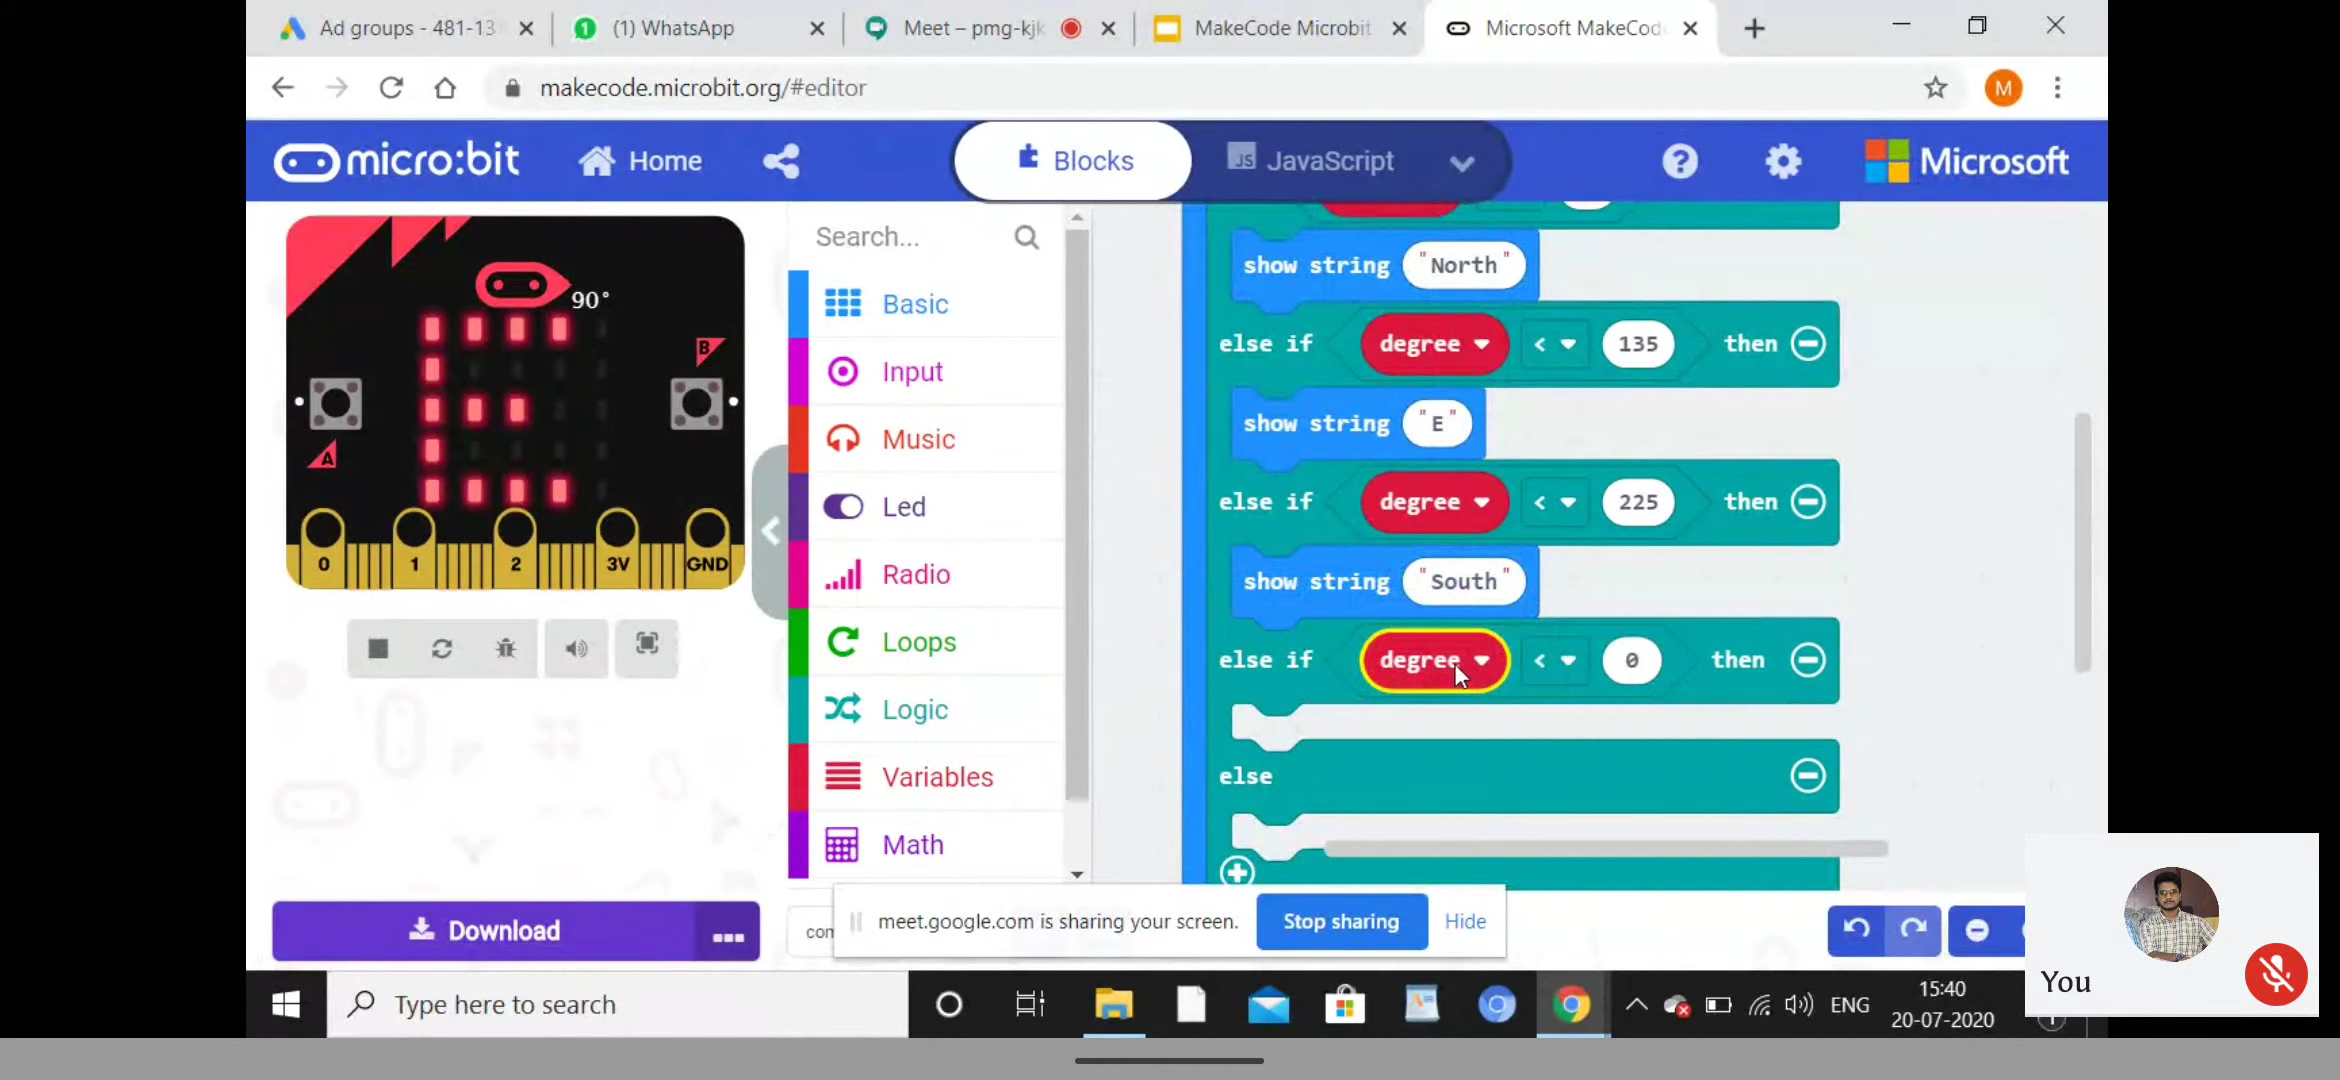 Ad groups - 481-13
(1) WhatsApp
Meet – pmg-kjk
MakeCode Microbit
Microsoft MakeCod
makecode.microbit.org/#editor
M
micro:bit
Home
Blocks
JS JavaScript
?
Microsoft
90°
B
A
0 1 2 3V GND
Search...
Basic
Input
Music
Led
Radio
Loops
Logic
Variables
Math
show string "North"
else if degree < 135 then
show string "E"
else if degree < 225 then
show string "South"
else if degree < 0 then
else
Download
...
com
meet.google.com is sharing your screen.
Stop sharing
Hide
You
Type here to search
ENG
15:40
20-07-2020